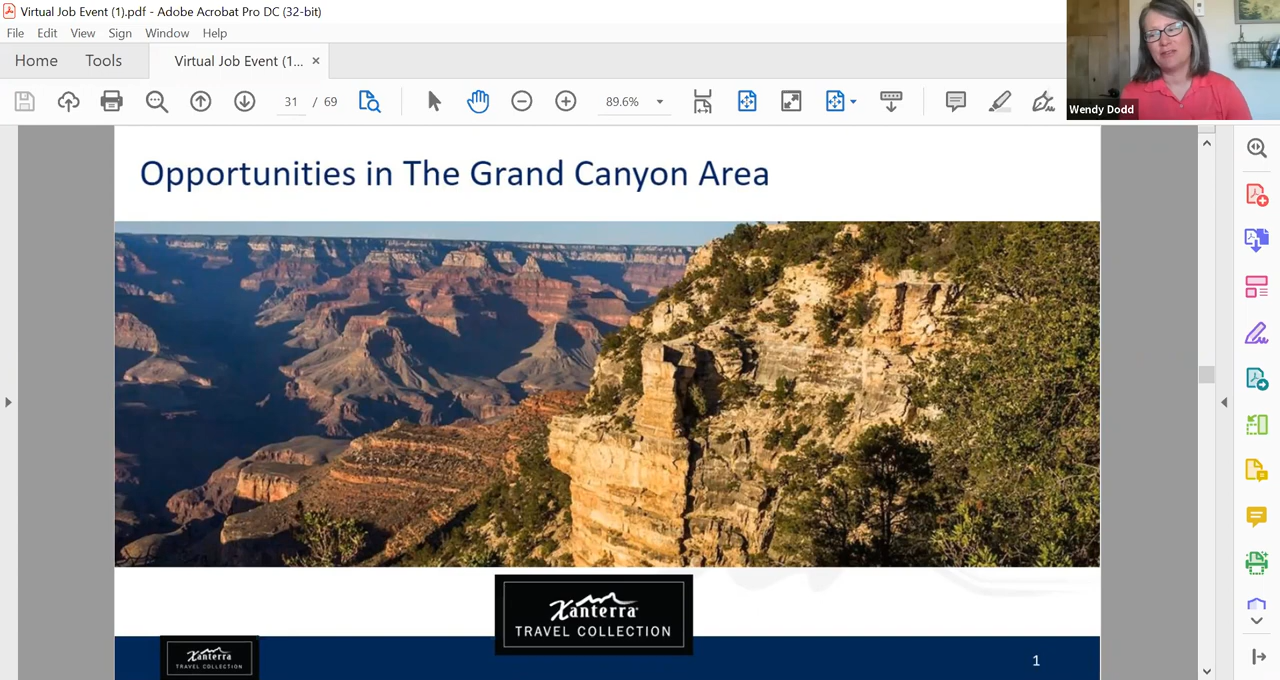 Virtual Job Event (1).pdf - Adobe Acrobat Pro DC (32-bit)
File Edit View Sign Window Help
Home Tools Virtual Job Event (1... ×
31 / 69 89.6%
Wendy Dodd
Opportunities in The Grand Canyon Area
Xanterra
TRAVEL COLLECTION
Xanterra
TRAVEL COLLECTION
1